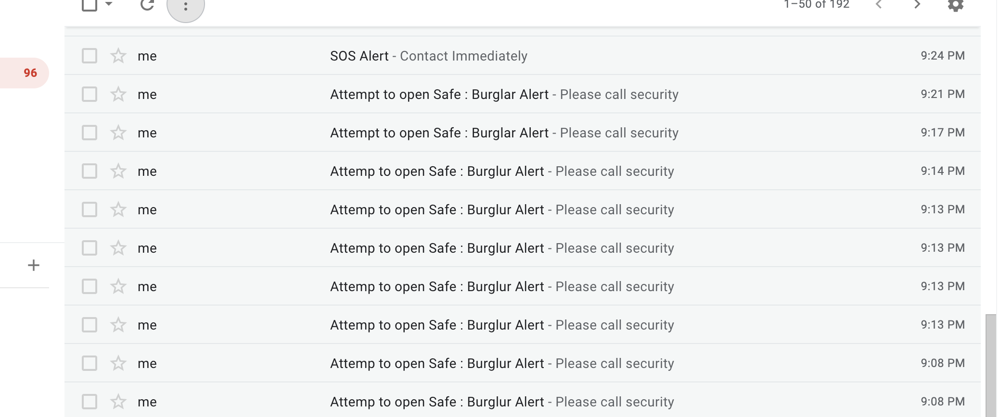 1–50 of 192
me SOS Alert - Contact Immediately 9:24 PM
96
me Attempt to open Safe : Burglar Alert - Please call security 9:21 PM
me Attempt to open Safe : Burglar Alert - Please call security 9:17 PM
me Attemp to open Safe : Burglur Alert - Please call security 9:14 PM
me Attemp to open Safe : Burglur Alert - Please call security 9:13 PM
me Attemp to open Safe : Burglur Alert - Please call security 9:13 PM
me Attemp to open Safe : Burglur Alert - Please call security 9:13 PM
me Attemp to open Safe : Burglur Alert - Please call security 9:13 PM
me Attemp to open Safe : Burglur Alert - Please call security 9:08 PM
me Attemp to open Safe : Burglur Alert - Please call security 9:08 PM